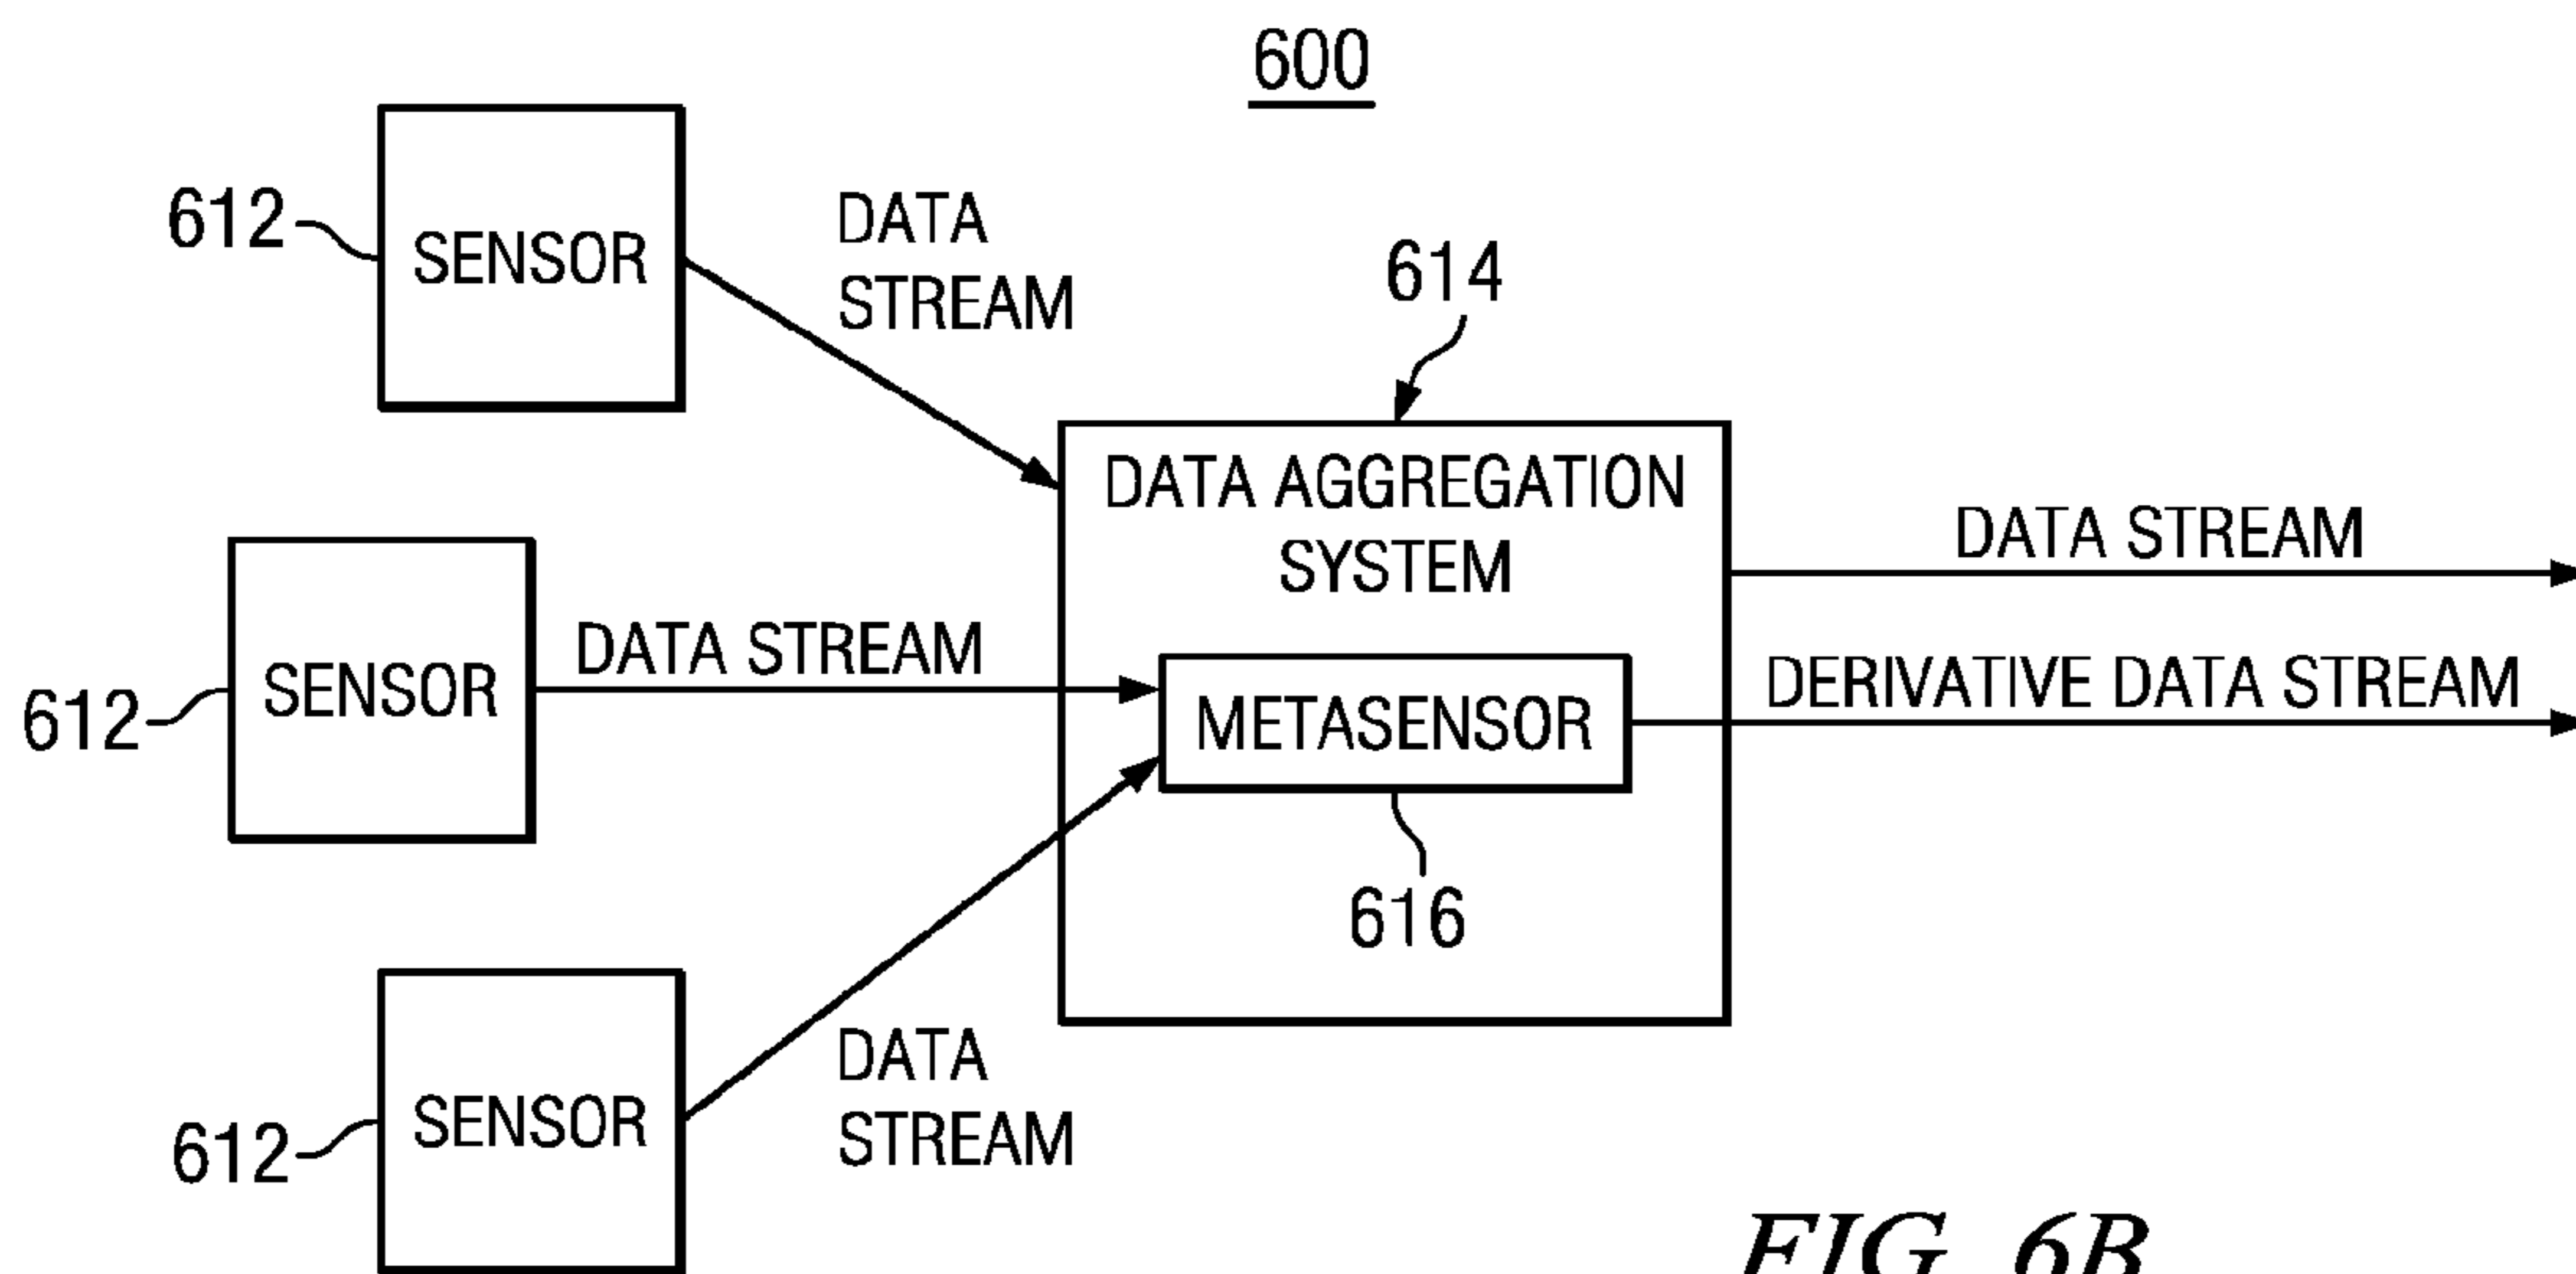 600
612
SENSOR
DATA
STREAM
614
DATA AGGREGATION
SYSTEM
DATA STREAM
612
SENSOR
DATA STREAM
METASENSOR
DERIVATIVE DATA STREAM
616
612
SENSOR
DATA
STREAM
FIG. 6B